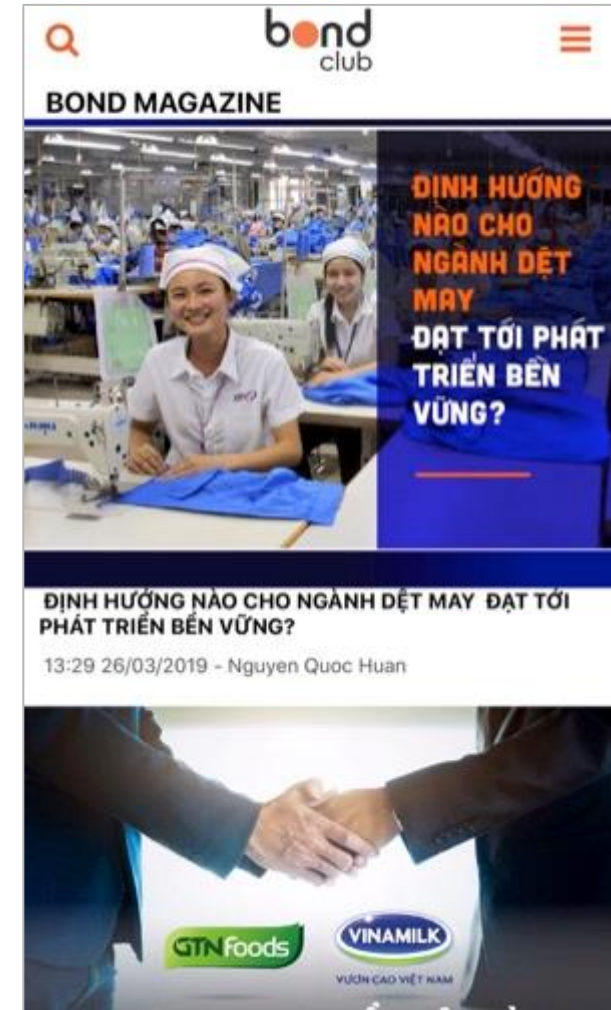 bond
club
BOND MAGAZINE
ĐỊNH HƯỚNG
NÀO CHO
NGÀNH DỆT
MAY
ĐẠT TỚI PHÁT
TRIỂN BỀN
VỮNG?
ĐỊNH HƯỚNG NÀO CHO NGÀNH DỆT MAY ĐẠT TỚI
PHÁT TRIỂN BỀN VỮNG?
13:29 26/03/2019 - Nguyen Quoc Huan
GTNFoods
VINAMILK
VƯƠN CAO VIỆT NAM